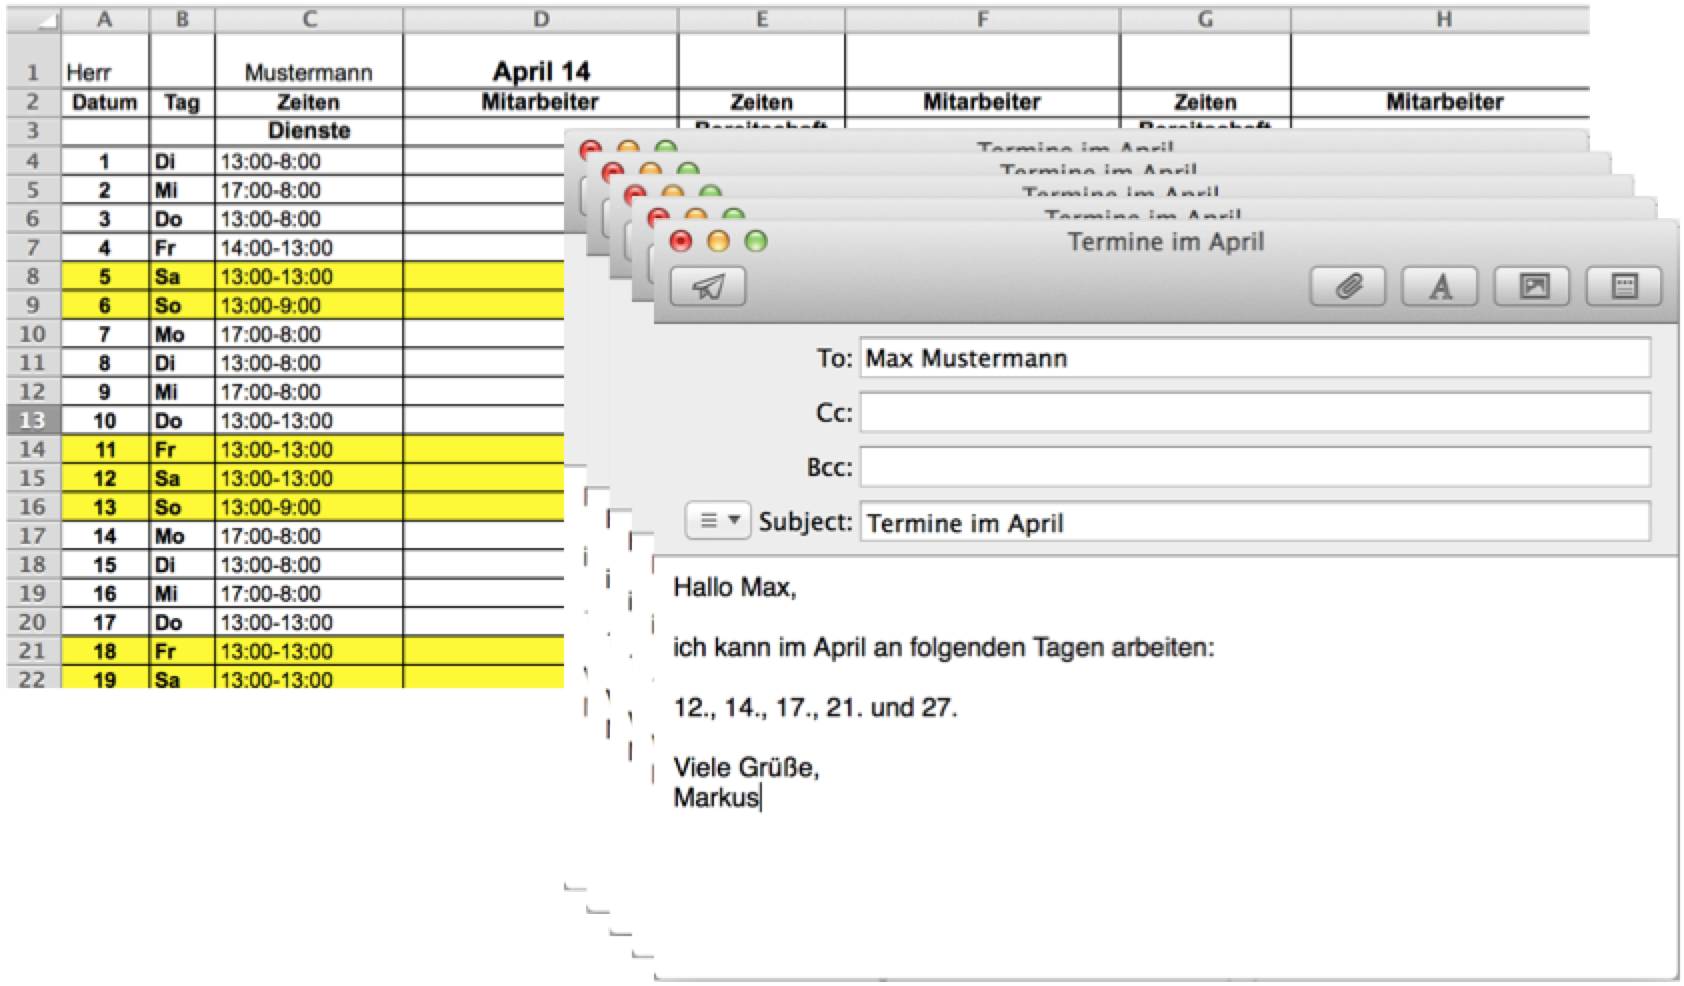 A B C D E F G H
1 Herr Mustermann April 14
2 Datum Tag Zeiten Mitarbeiter Zeiten Mitarbeiter Zeiten Mitarbeiter
3 Dienste Bereitschaft Bereitschaft
4 1 Di 13:00-8:00
5 2 Mi 17:00-8:00
6 3 Do 13:00-8:00
7 4 Fr 14:00-13:00
8 5 Sa 13:00-13:00
9 6 So 13:00-9:00
10 7 Mo 17:00-8:00
11 8 Di 13:00-8:00
12 9 Mi 17:00-8:00
13 10 Do 13:00-13:00
14 11 Fr 13:00-13:00
15 12 Sa 13:00-13:00
16 13 So 13:00-9:00
17 14 Mo 17:00-8:00
18 15 Di 13:00-8:00
19 16 Mi 17:00-8:00
20 17 Do 13:00-13:00
21 18 Fr 13:00-13:00
22 19 Sa 13:00-13:00
Termine im April
Termine im April
Termine im April
Termine im April
Termine im April
To: Max Mustermann
Cc:
Bcc:
Subject: Termine im April
Hallo Max,
ich kann im April an folgenden Tagen arbeiten:
12., 14., 17., 21. und 27.
Viele Grüße,
Markus